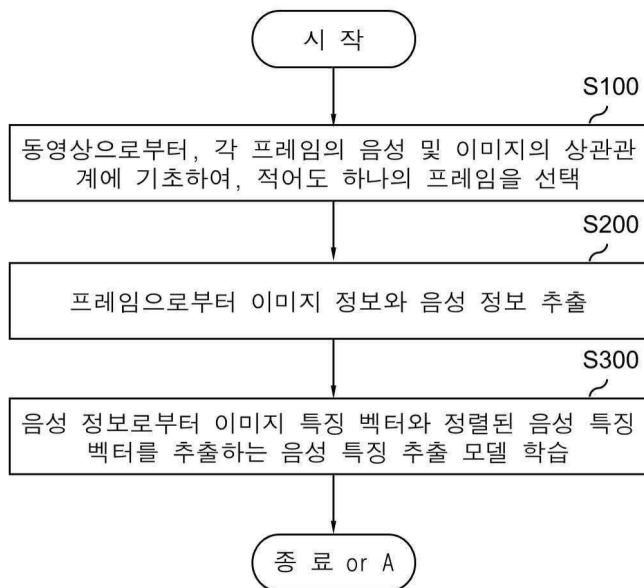 시 작
S100
동영상으로부터, 각 프레임의 음성 및 이미지의 상관관
계에 기초하여, 적어도 하나의 프레임을 선택
S200
프레임으로부터 이미지 정보와 음성 정보 추출
S300
음성 정보로부터 이미지 특징 벡터와 정렬된 음성 특징
벡터를 추출하는 음성 특징 추출 모델 학습
종 료 or A